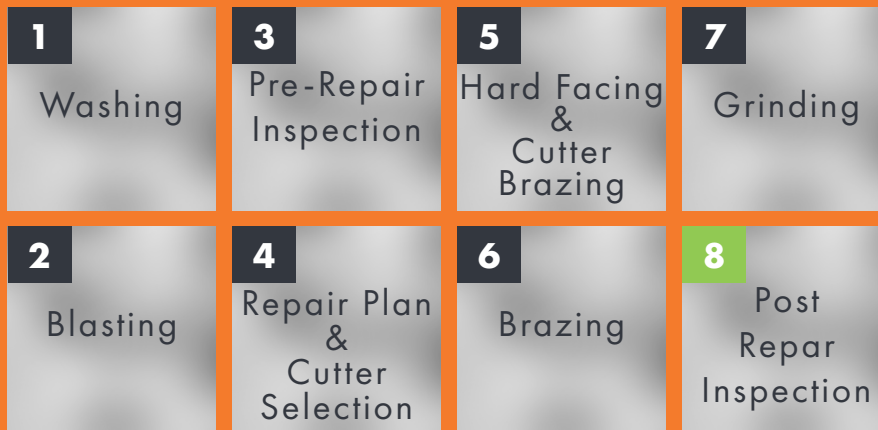 1
Washing
2
Blasting
3
Pre-Repair
Inspection
4
Repair Plan
&
Cutter
Selection
5
Hard Facing
&
Cutter
Brazing
6
Brazing
7
Grinding
8
Post
Repar
Inspection